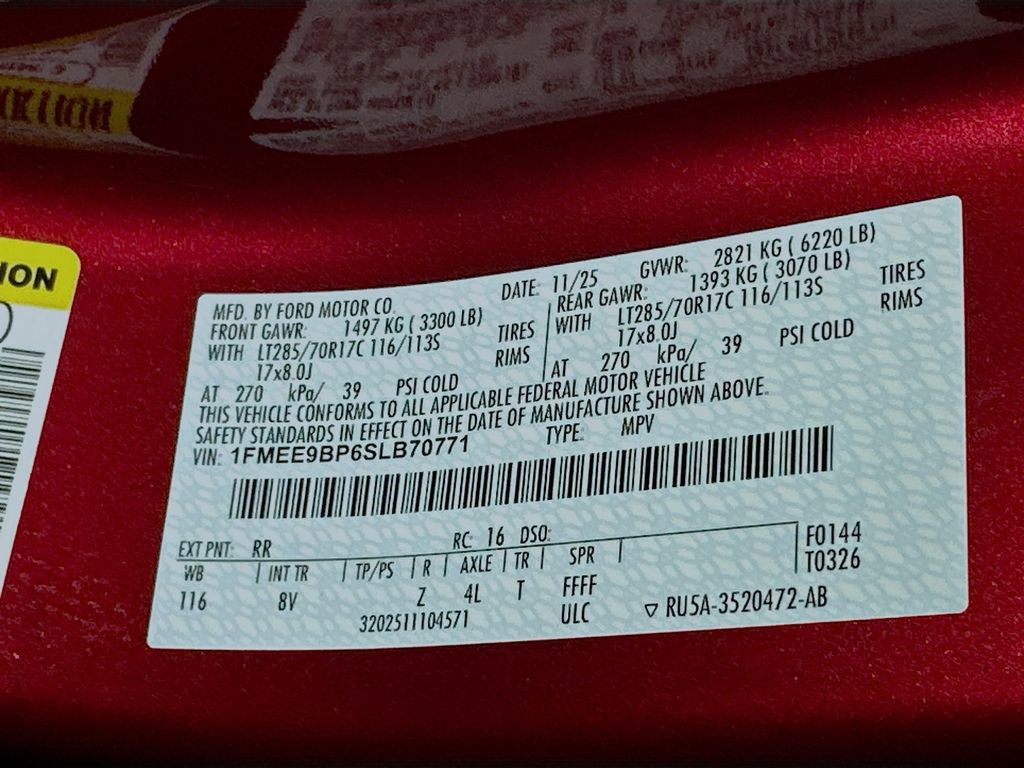 ION
MFD. BY FORD MOTOR CO.
DATE: 11/25
GVWR: 2821 KG ( 6220 LB)
FRONT GAWR: 1497 KG ( 3300 LB)
WITH LT285/70R17C 116/113S TIRES
17x8.0J RIMS
AT 270 kPa/ 39 PSI COLD
REAR GAWR: 1393 KG ( 3070 LB)
WITH LT285/70R17C 116/113S TIRES
17x8.0J RIMS
AT 270 kPa/ 39 PSI COLD
THIS VEHICLE CONFORMS TO ALL APPLICABLE FEDERAL MOTOR VEHICLE
SAFETY STANDARDS IN EFFECT ON THE DATE OF MANUFACTURE SHOWN ABOVE.
VIN: 1FMEE9BP6SLB70771 TYPE: MPV
EXT PNT: RR RC: 16 DSO:
F0144
WB INT TR TP/PS R AXLE TR SPR
T0326
116 8V Z 4L T FFFF
3202511104571 ULC ▽ RU5A-3520472-AB